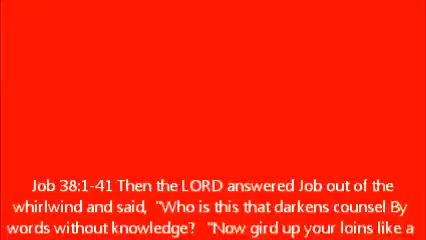 Job 38:1-41 Then the LORD answered Job out of the
whirlwind and said,  "Who is this that darkens counsel By
words without knowledge?  "Now gird up your loins like a